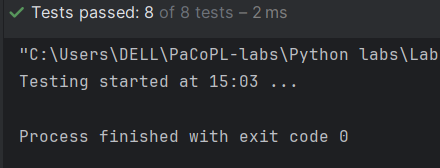 Tests passed: 8 of 8 tests – 2 ms
"C:\Users\DELL\PaCoPL-labs\Python labs\Lab
Testing started at 15:03 ...
Process finished with exit code 0